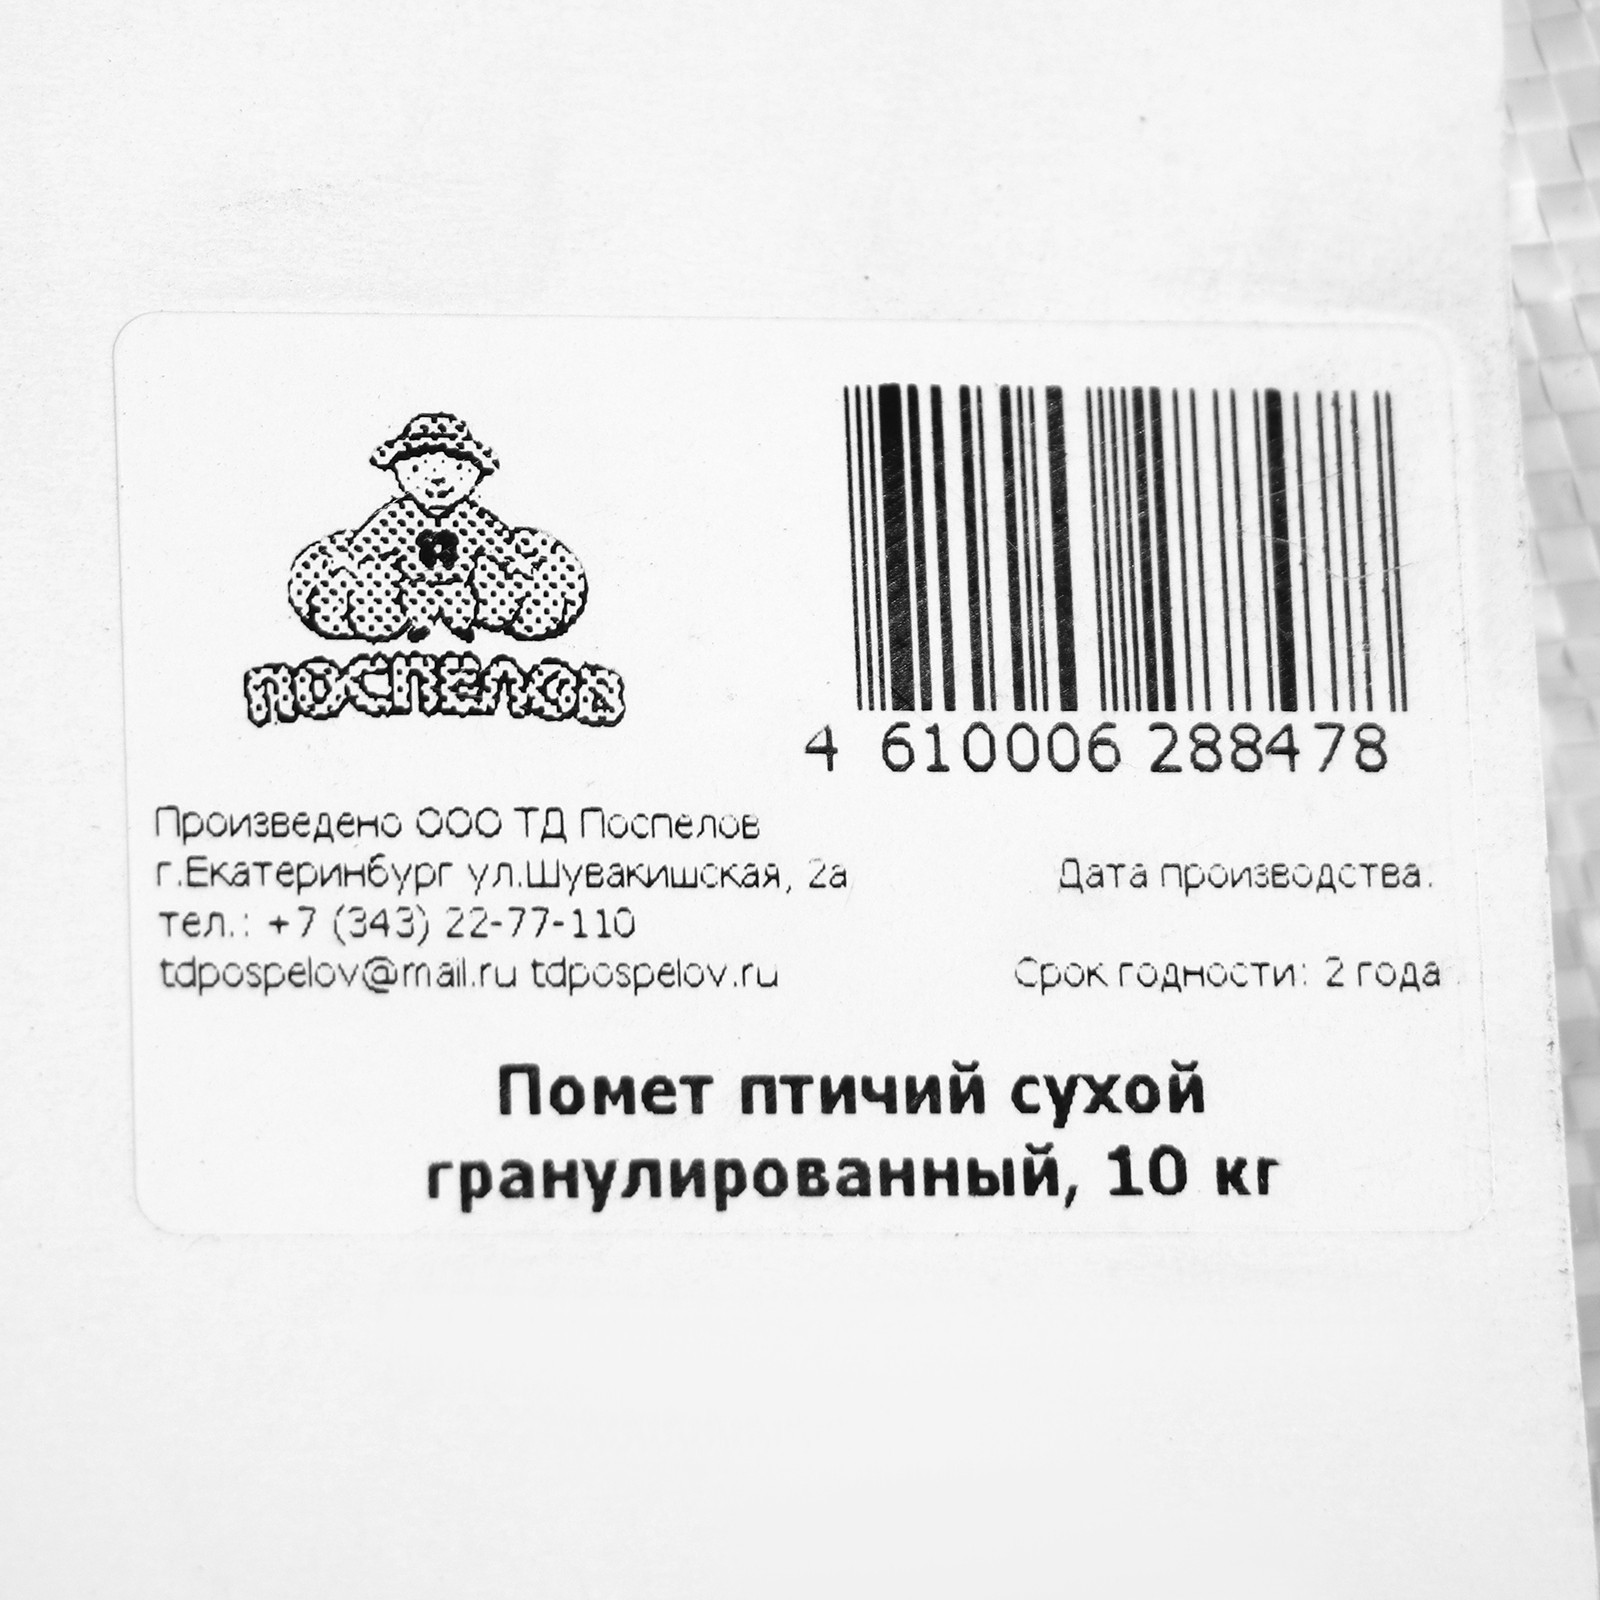 ПОСПЕЛОВ
4 610006 288478
Произведено ООО ТД Поспелов
г.Екатеринбург ул.Шувакишская, 2а
тел.: +7 (343) 22-77-110
tdpospelov@mail.ru tdpospelov.ru
Дата производства:
Срок годности: 2 года
Помет птичий сухой
гранулированный, 10 кг